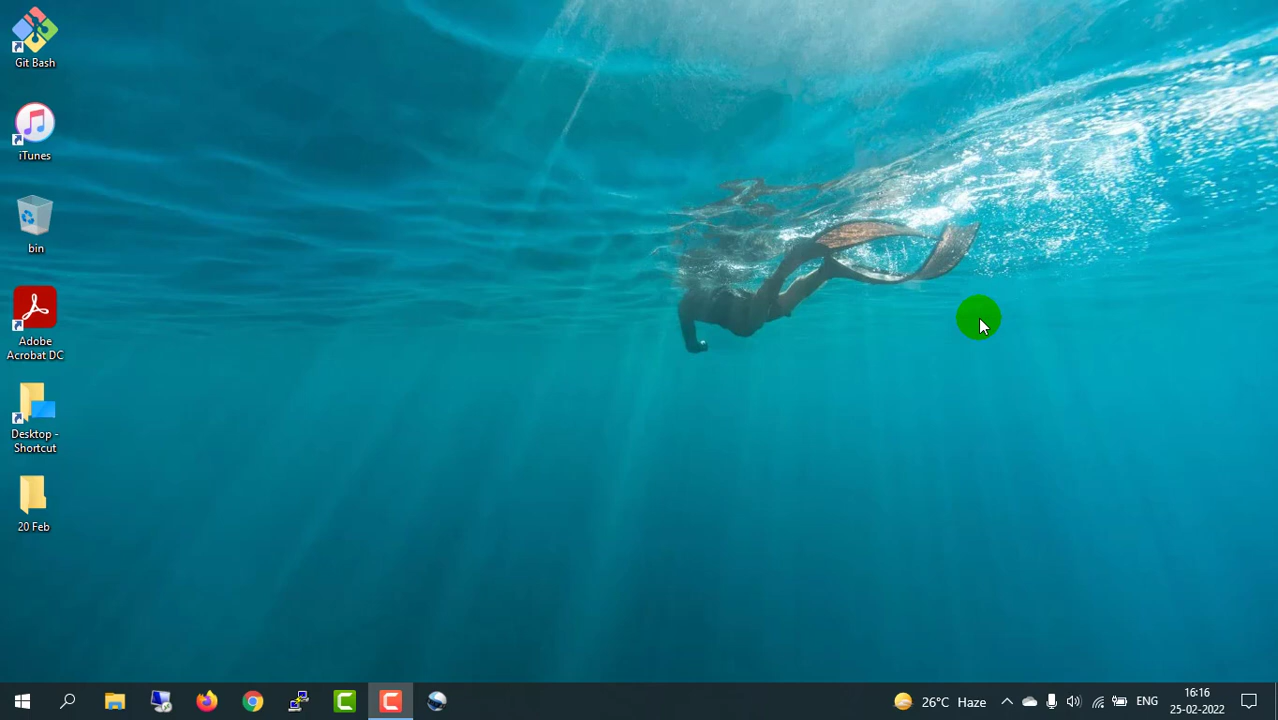 Git Bash
iTunes
bin
Adobe
Acrobat DC
Desktop -
Shortcut
20 Feb
26°C Haze
ENG
16:16
25-02-2022